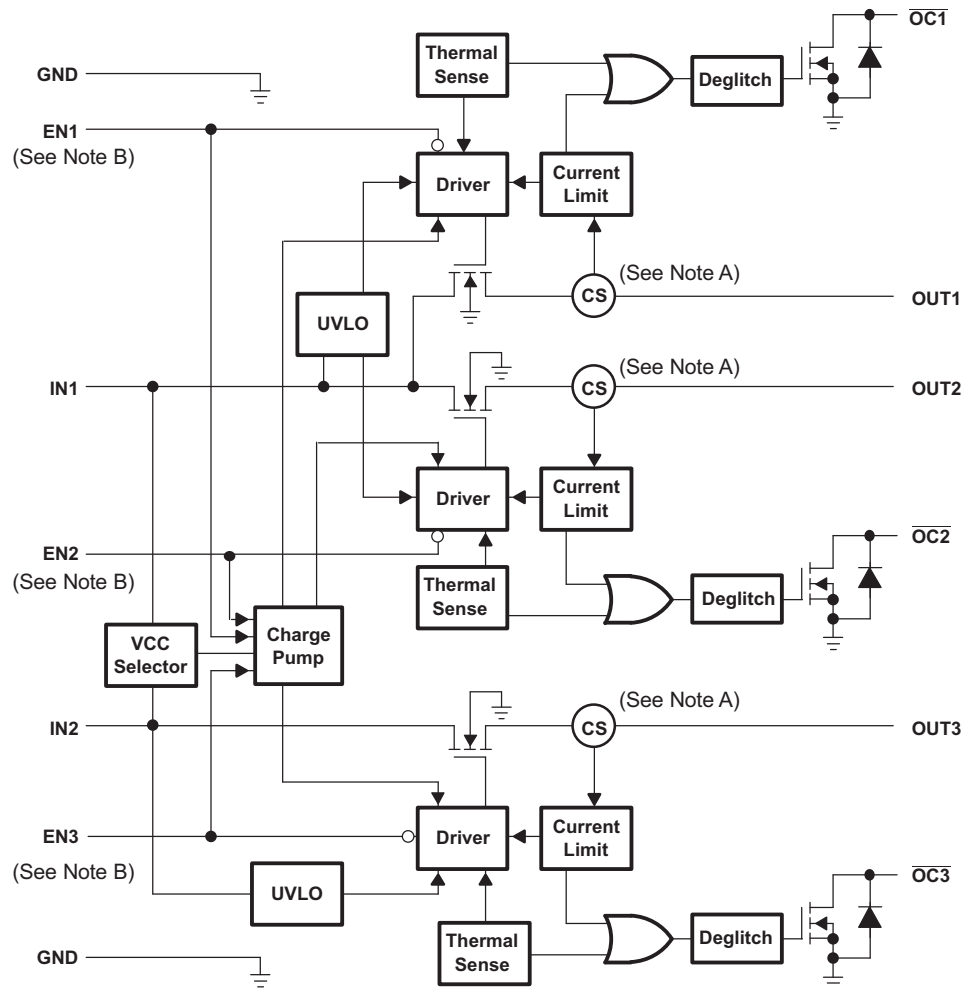 OC1
Thermal
Sense
GND
Deglitch
EN1
(See Note B)
Driver
Current
Limit
(See Note A)
CS
OUT1
UVLO
(See Note A)
IN1
CS
OUT2
Driver
Current
Limit
OC2
EN2
(See Note B)
Thermal
Sense
Deglitch
VCC
Selector
Charge
Pump
(See Note A)
IN2
CS
OUT3
EN3
(See Note B)
Driver
Current
Limit
OC3
UVLO
Thermal
Sense
Deglitch
GND